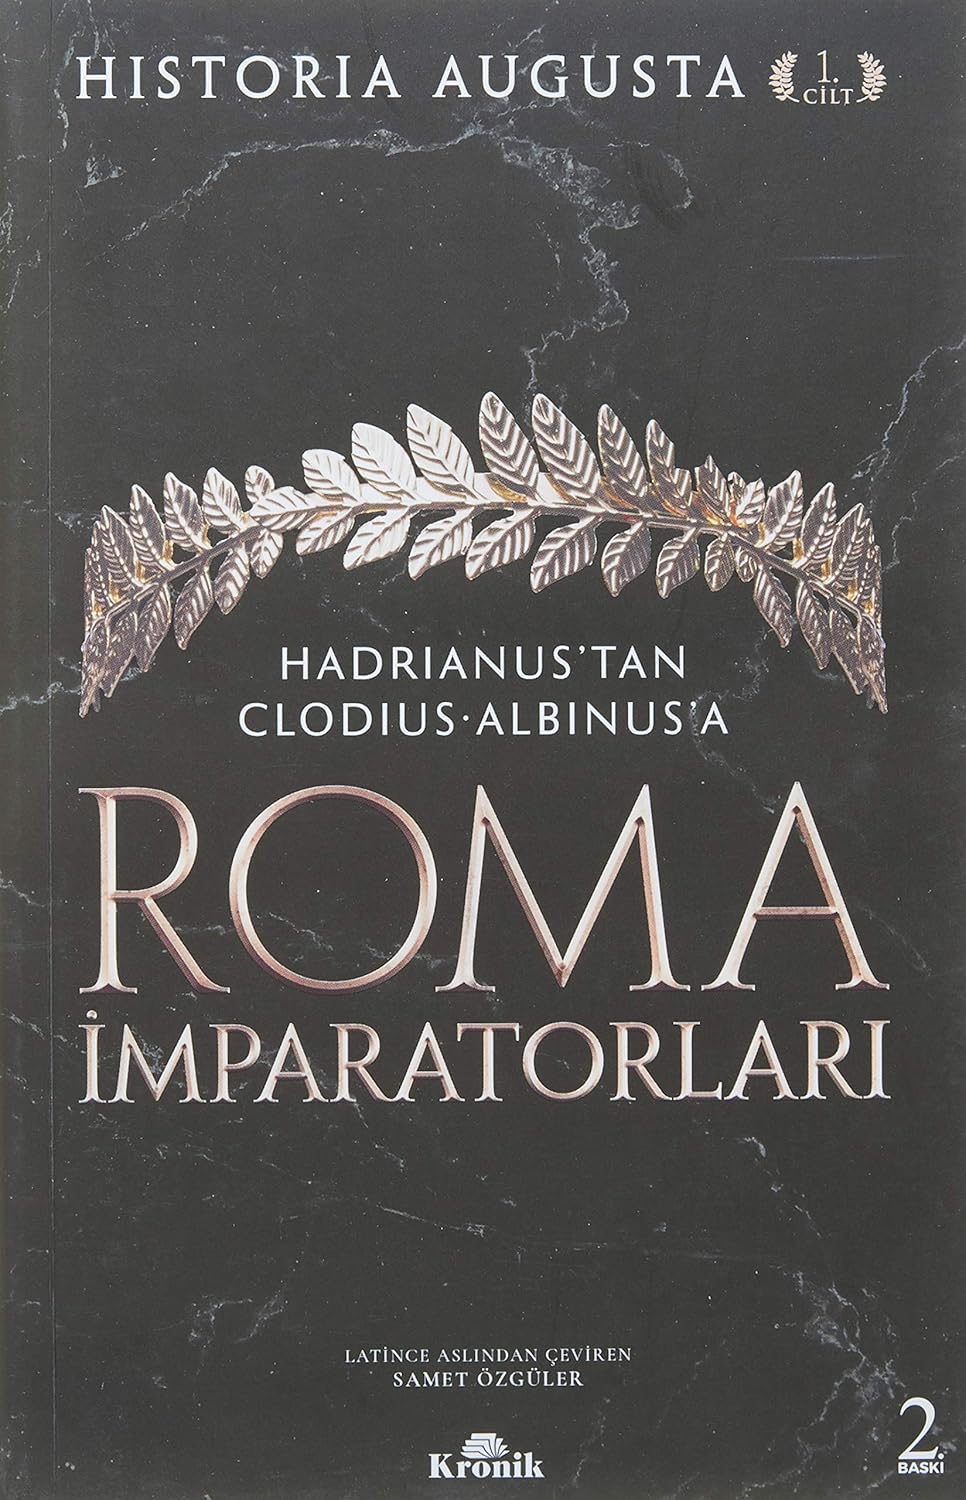 HISTORIA AUGUSTA
1.
CİLT
HADRIANUS'TAN
CLODIUS·ALBINUS'A
ROMA
İMPARATORLARI
LATİNCE ASLINDAN ÇEVİREN
SAMET ÖZGÜLER
Kronik
2.
BASKI